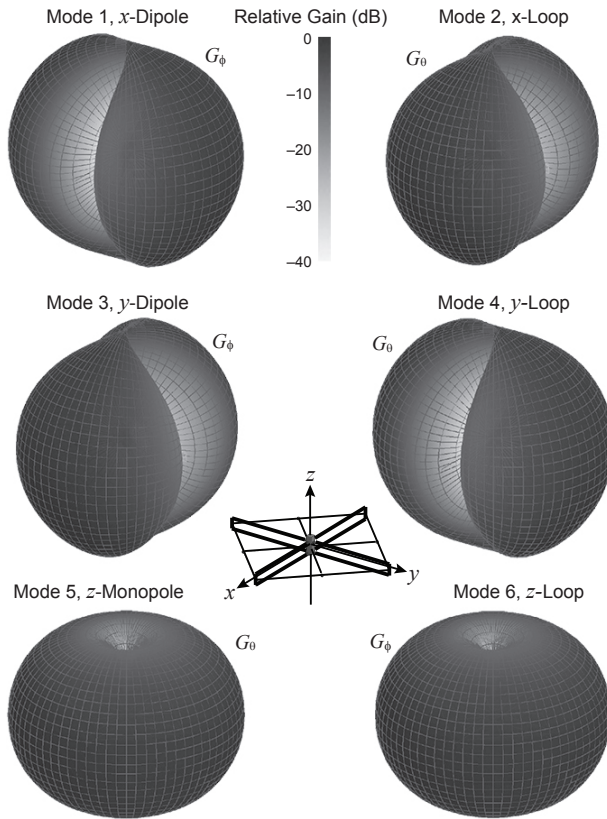 Mode 1, x-Dipole
Relative Gain (dB)
Mode 2, x-Loop
Gϕ
0
–10
–20
–30
–40
Gθ
Mode 3, y-Dipole
Mode 4, y-Loop
Gϕ
Gθ
z
x
y
Mode 5, z-Monopole
Mode 6, z-Loop
Gθ
Gϕ